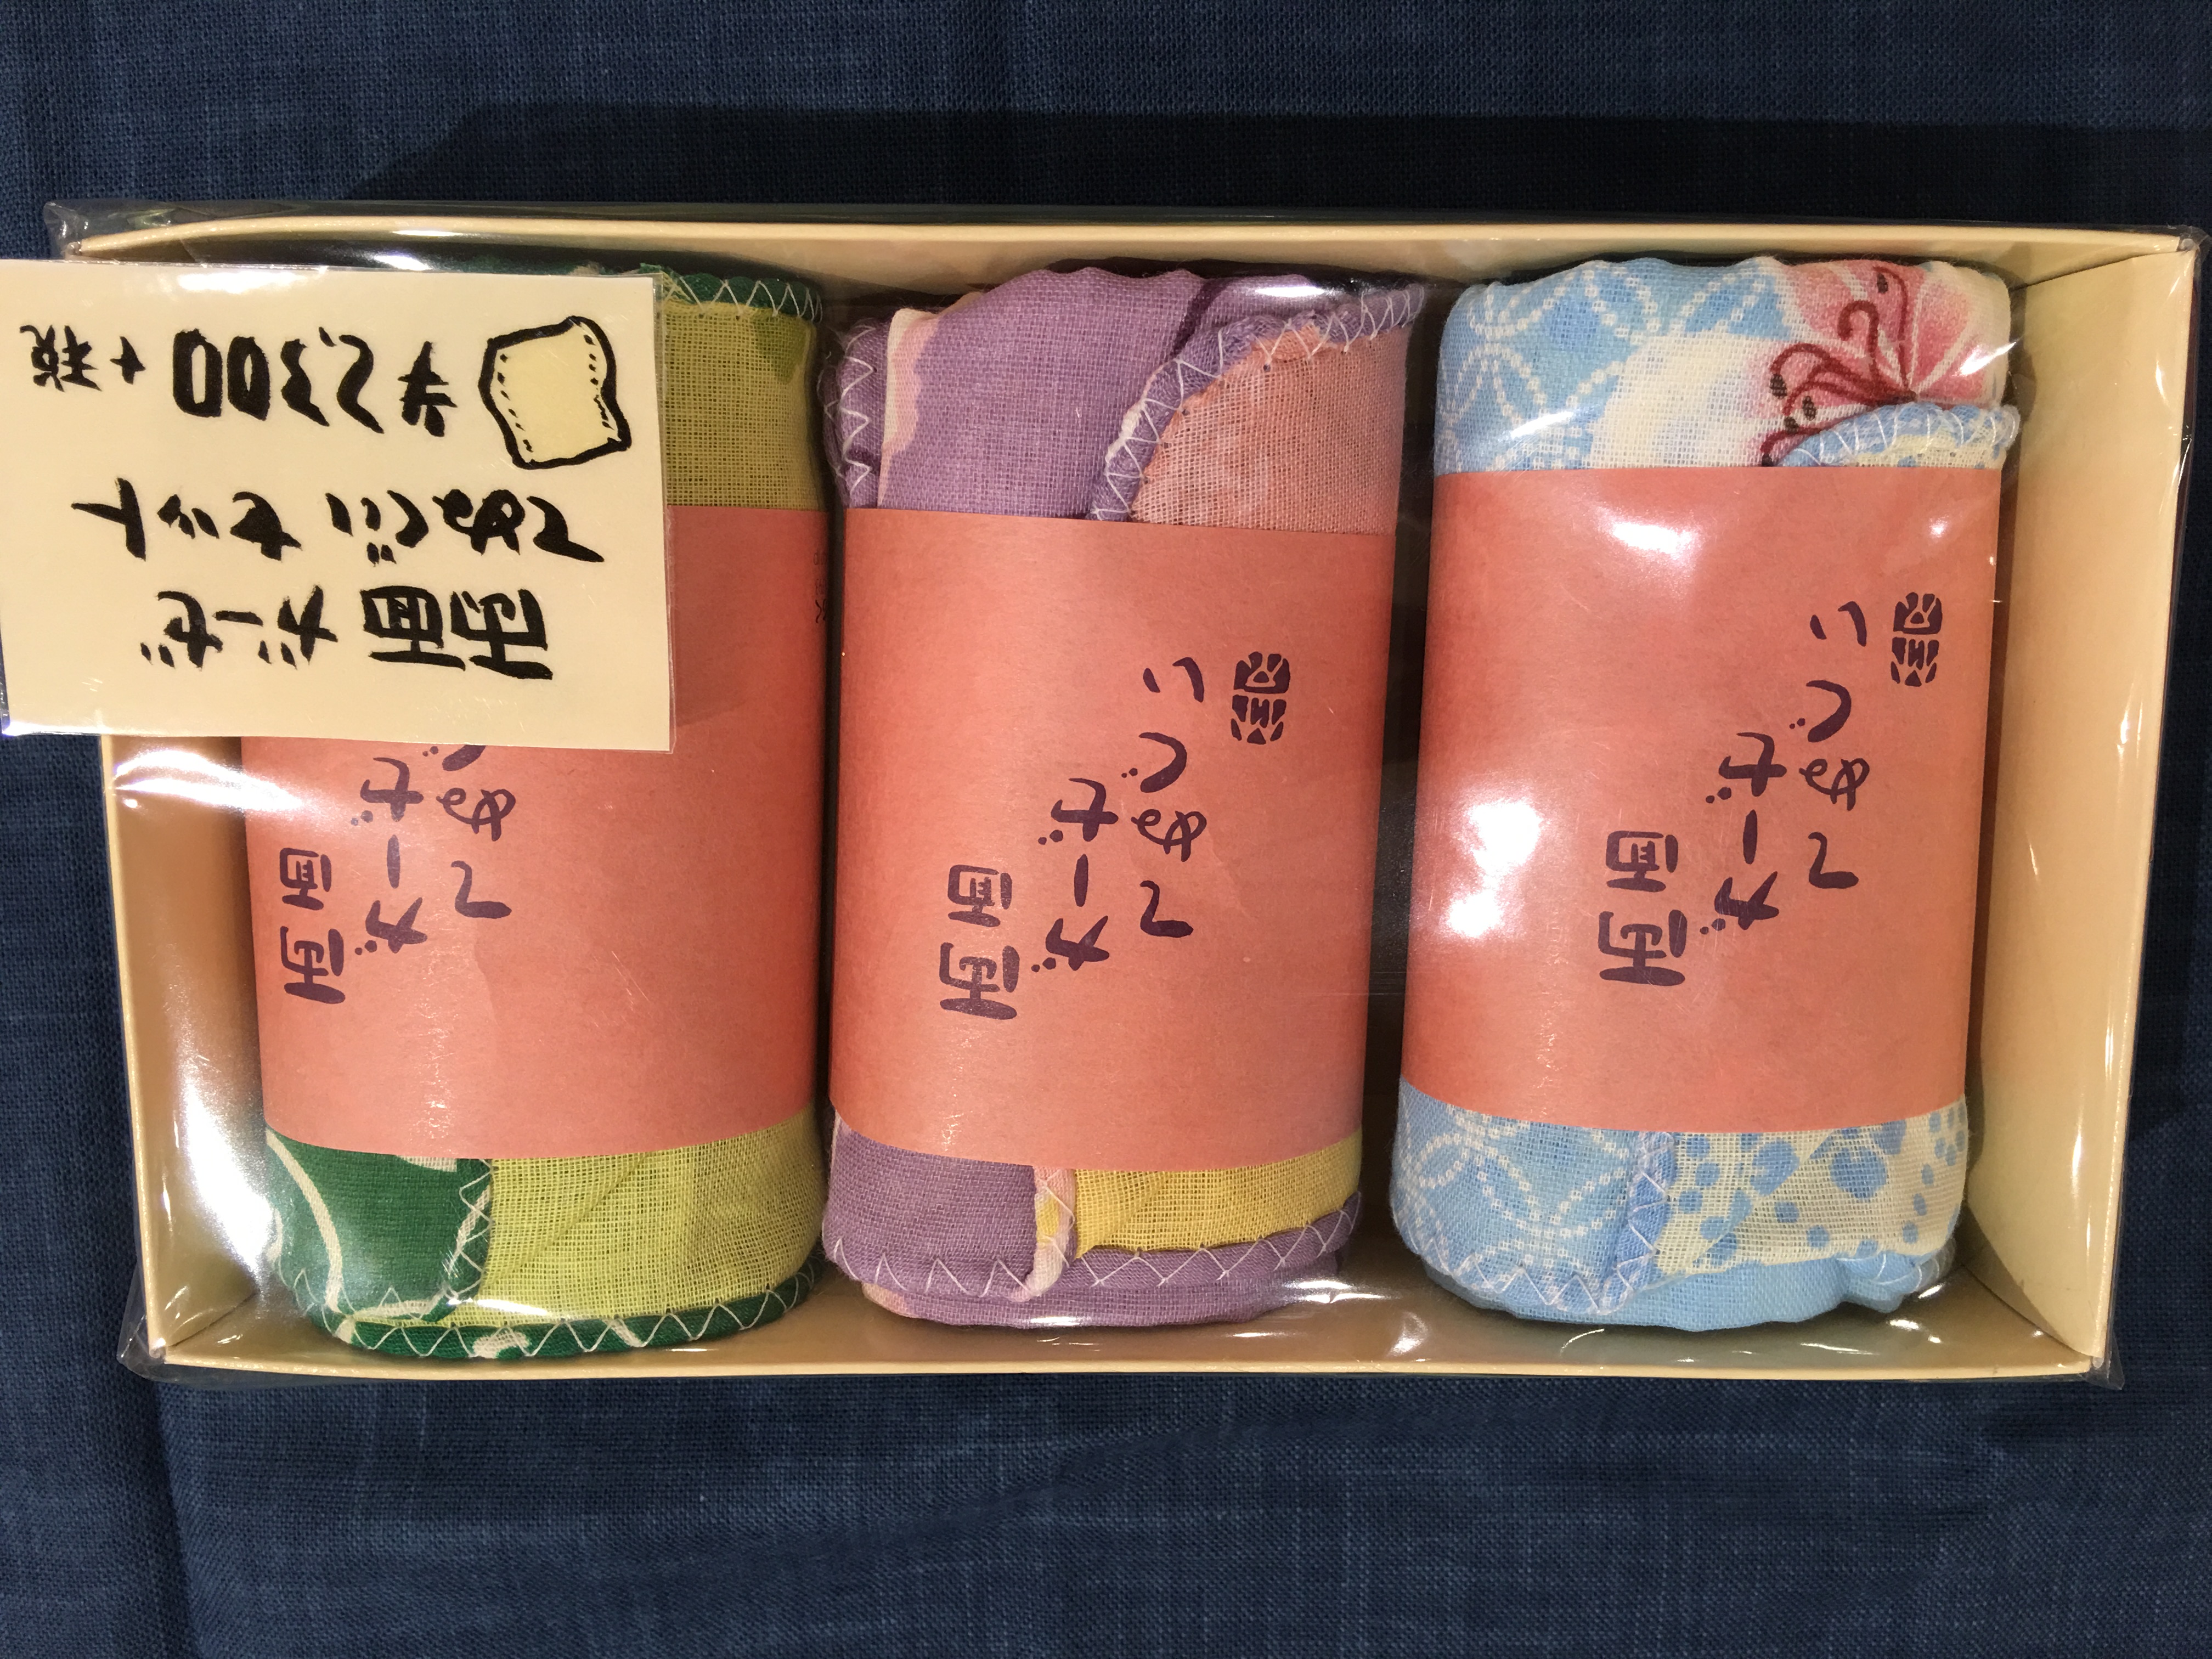 両面ガーゼ
てぬぐいセット
¥2,300+税
両面
ガーゼ
てぬぐ
両面
ガーゼ
てぬぐい
両面
ガーゼ
てぬぐい